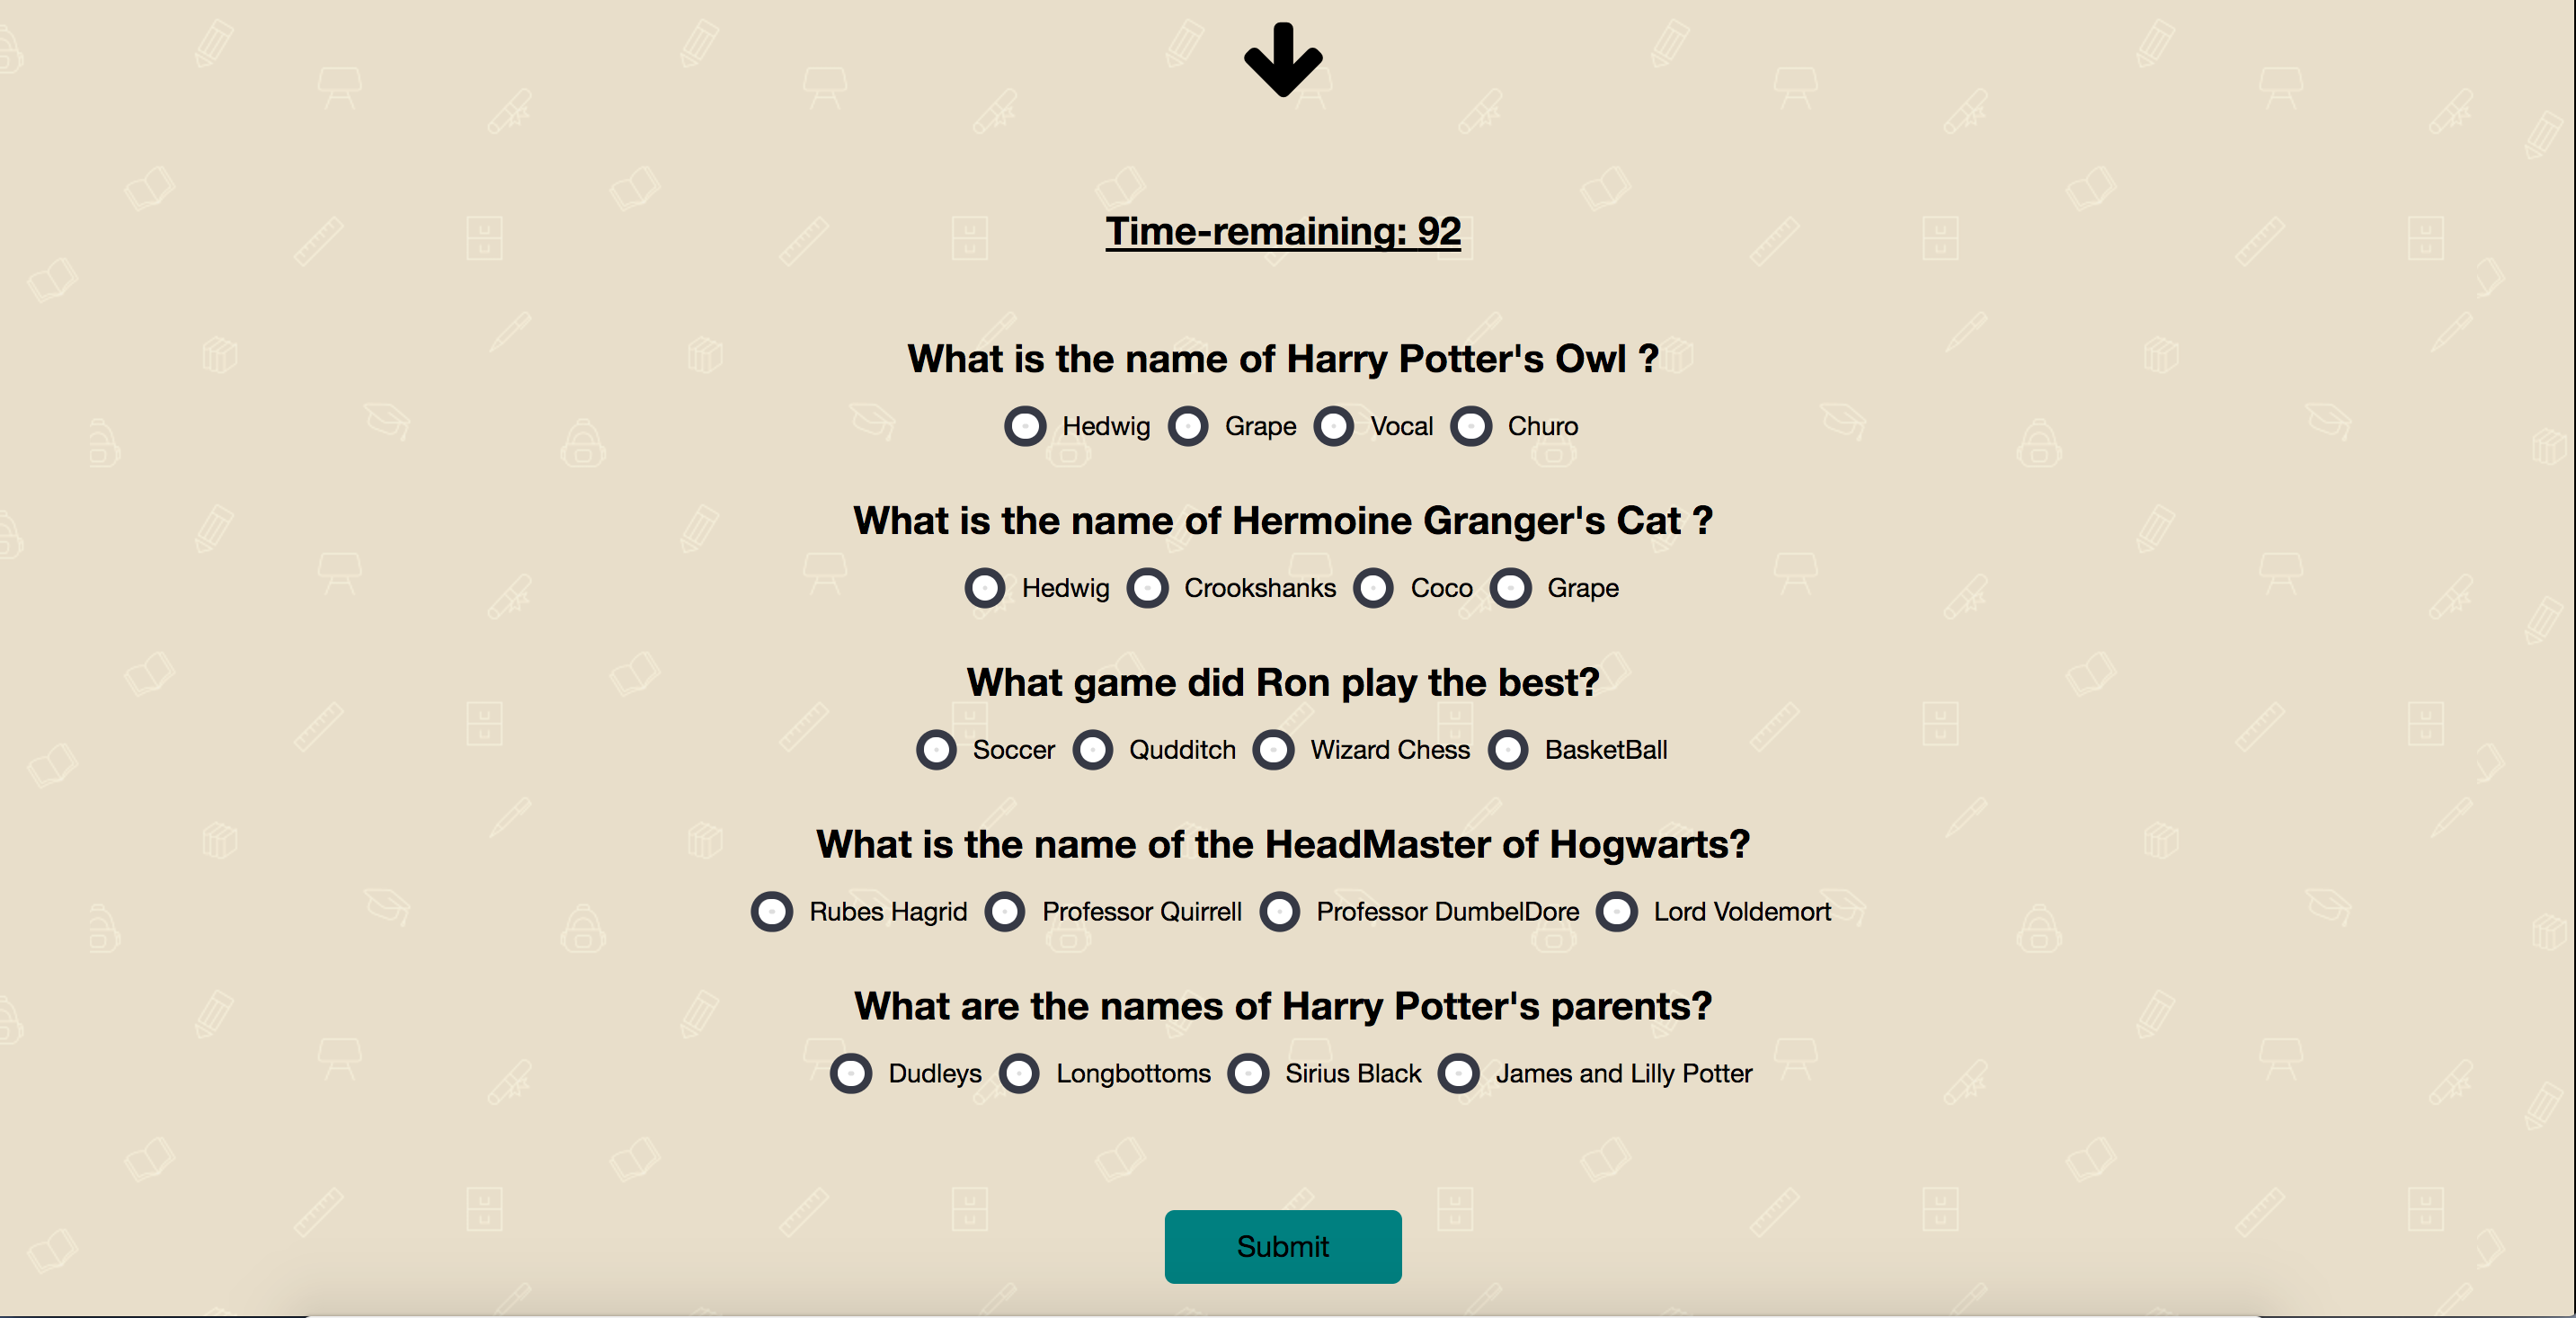 Time-remaining: 92
What is the name of Harry Potter's Owl ?
Hedwig Grape Vocal Churo
What is the name of Hermoine Granger's Cat ?
Hedwig Crookshanks Coco Grape
What game did Ron play the best?
Soccer Qudditch Wizard Chess BasketBall
What is the name of the HeadMaster of Hogwarts?
Rubes Hagrid Professor Quirrell Professor DumbelDore Lord Voldemort
What are the names of Harry Potter's parents?
Dudleys Longbottoms Sirius Black James and Lilly Potter
Submit